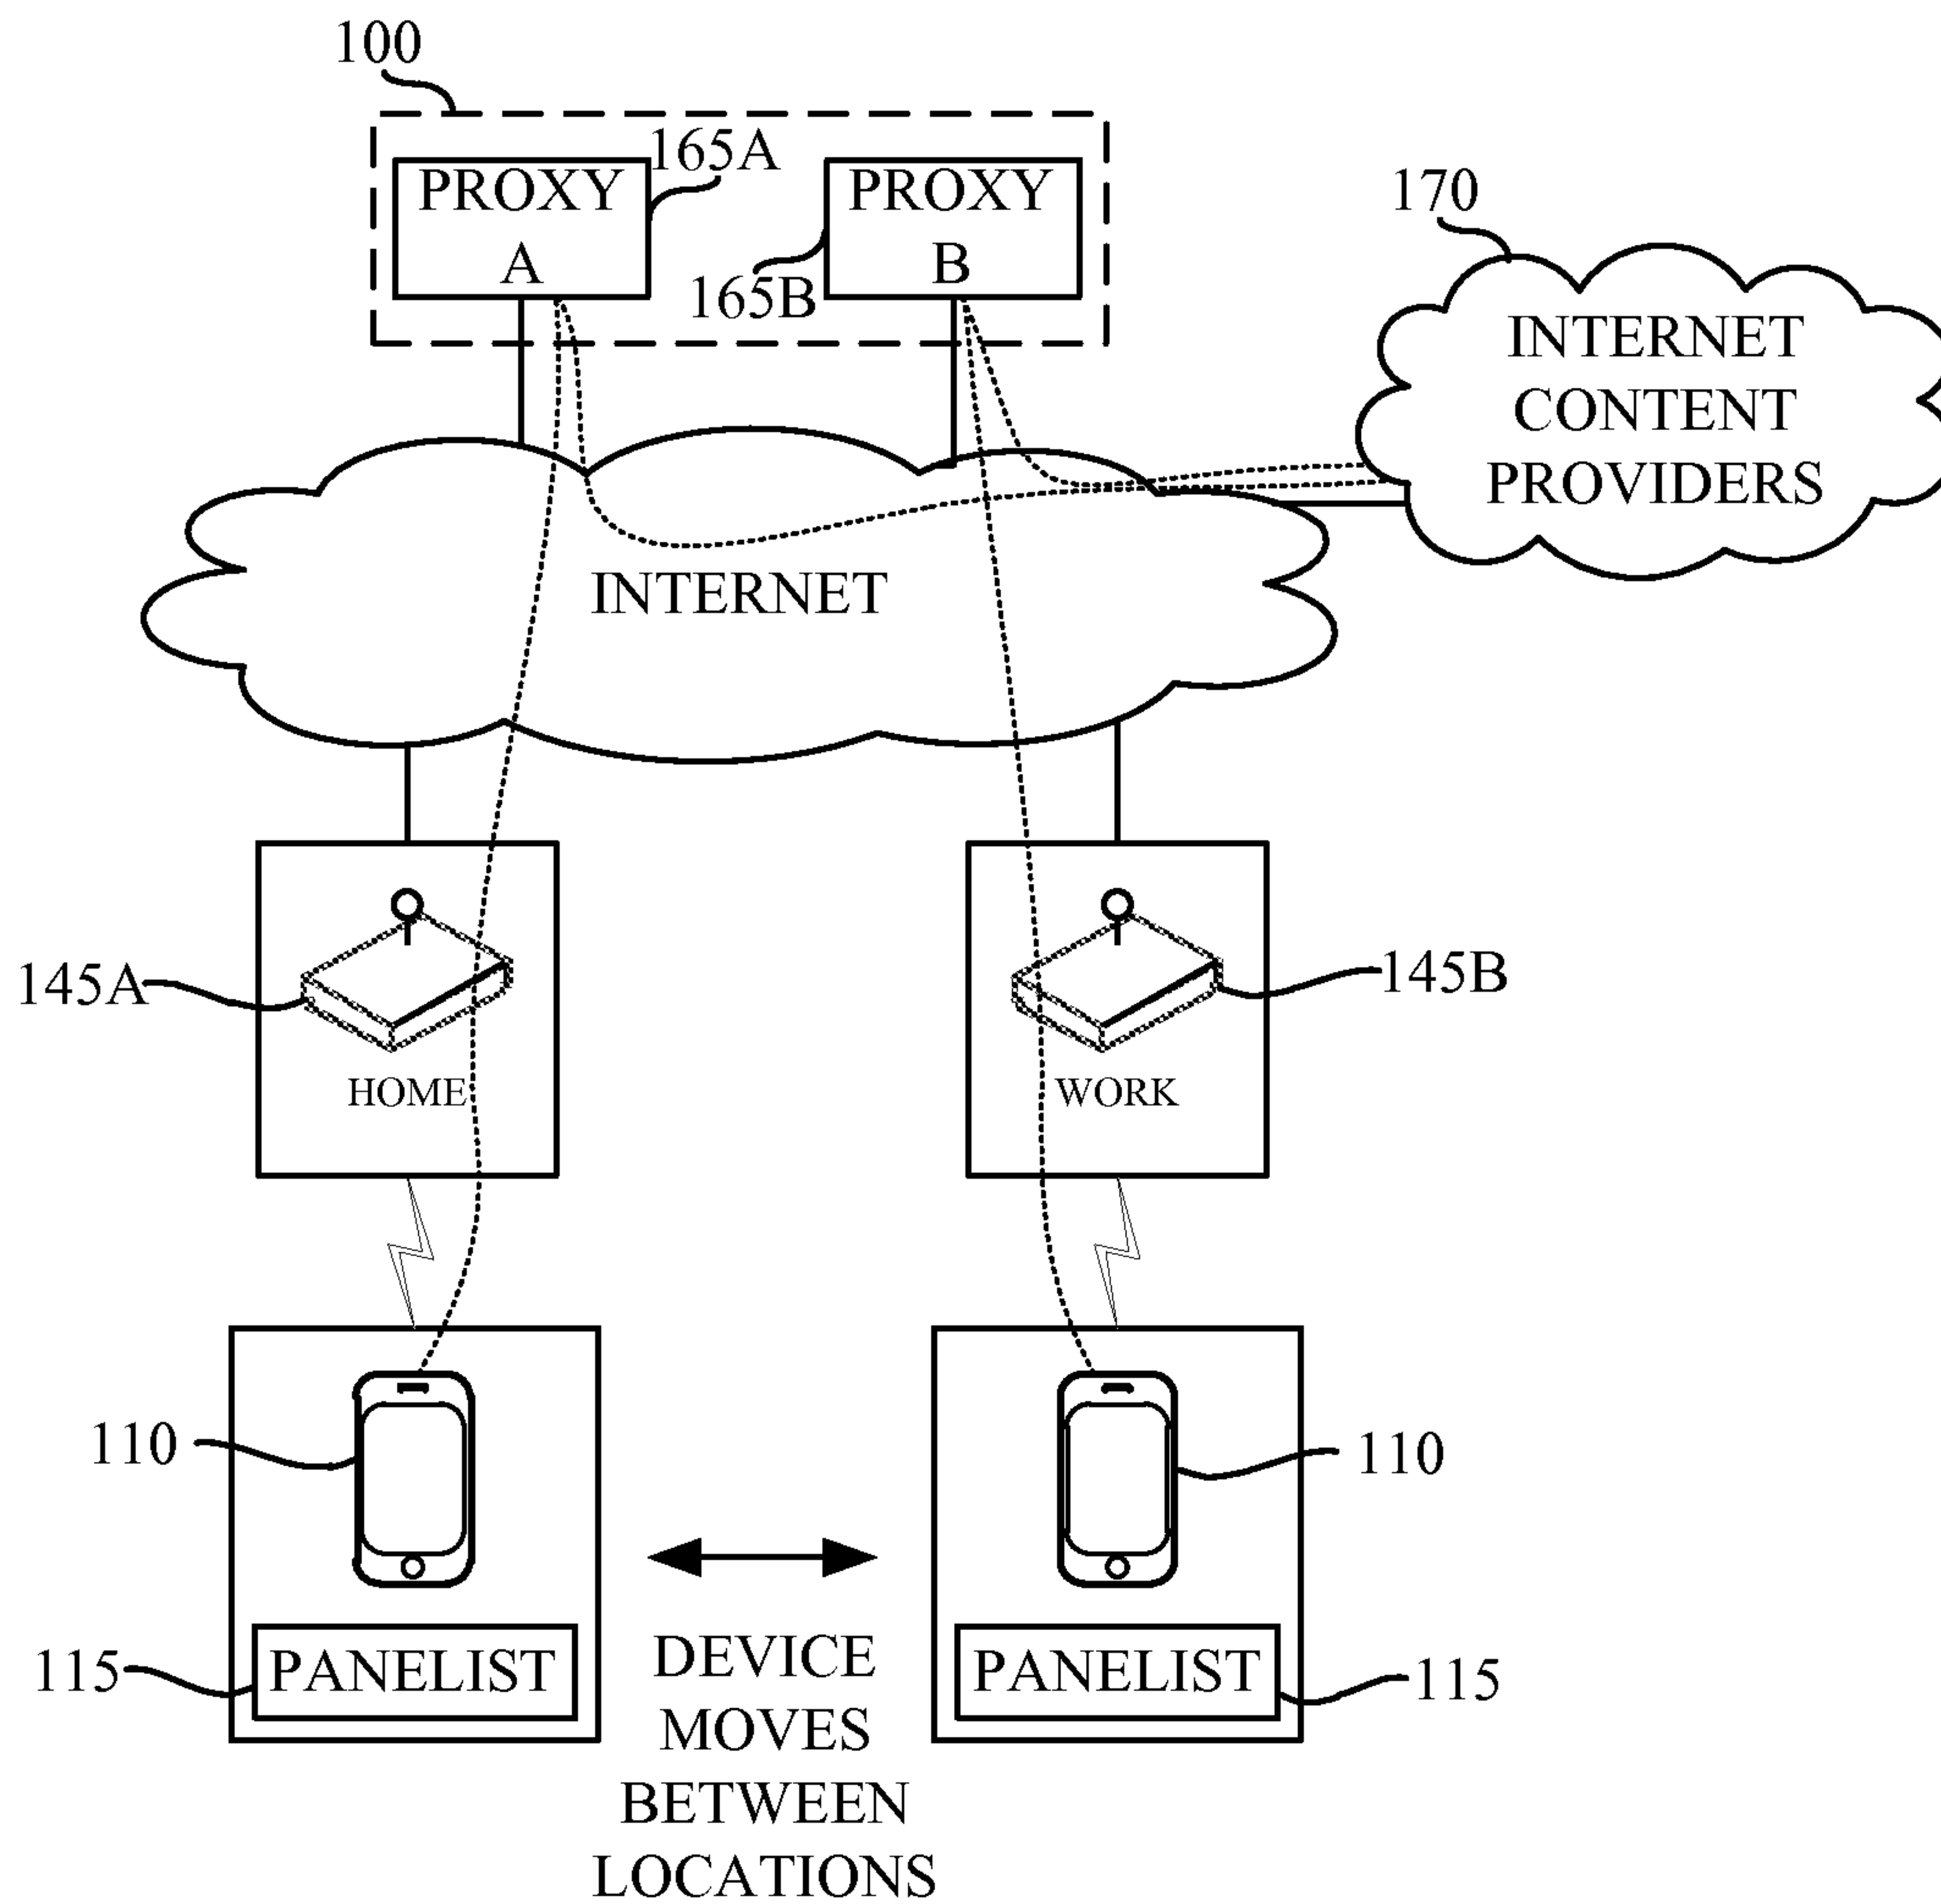 100
165A
PROXY
A
PROXY
B
165B
170
INTERNET
CONTENT
PROVIDERS
INTERNET
145A
HOME
WORK
145B
110
110
115
PANELIST
DEVICE
MOVES
BETWEEN
LOCATIONS
PANELIST
115